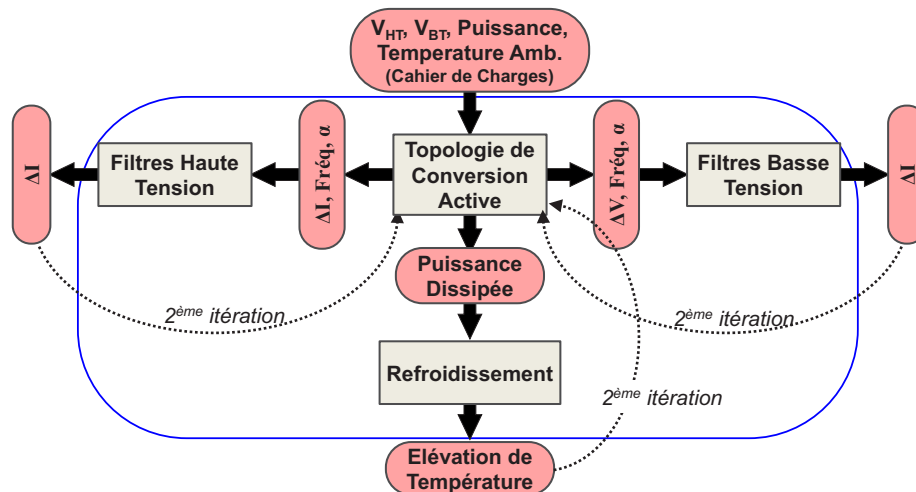 V_HT, V_BT, Puissance,
Temperature Amb.
(Cahier de Charges)
ΔI
Filtres Haute
Tension
ΔI, Fréq, α
Topologie de
Conversion
Active
ΔV, Fréq, α
Filtres Basse
Tension
ΔI
Puissance
Dissipée
2ème itération
2ème itération
Refroidissement
2ème itération
Elévation de
Température